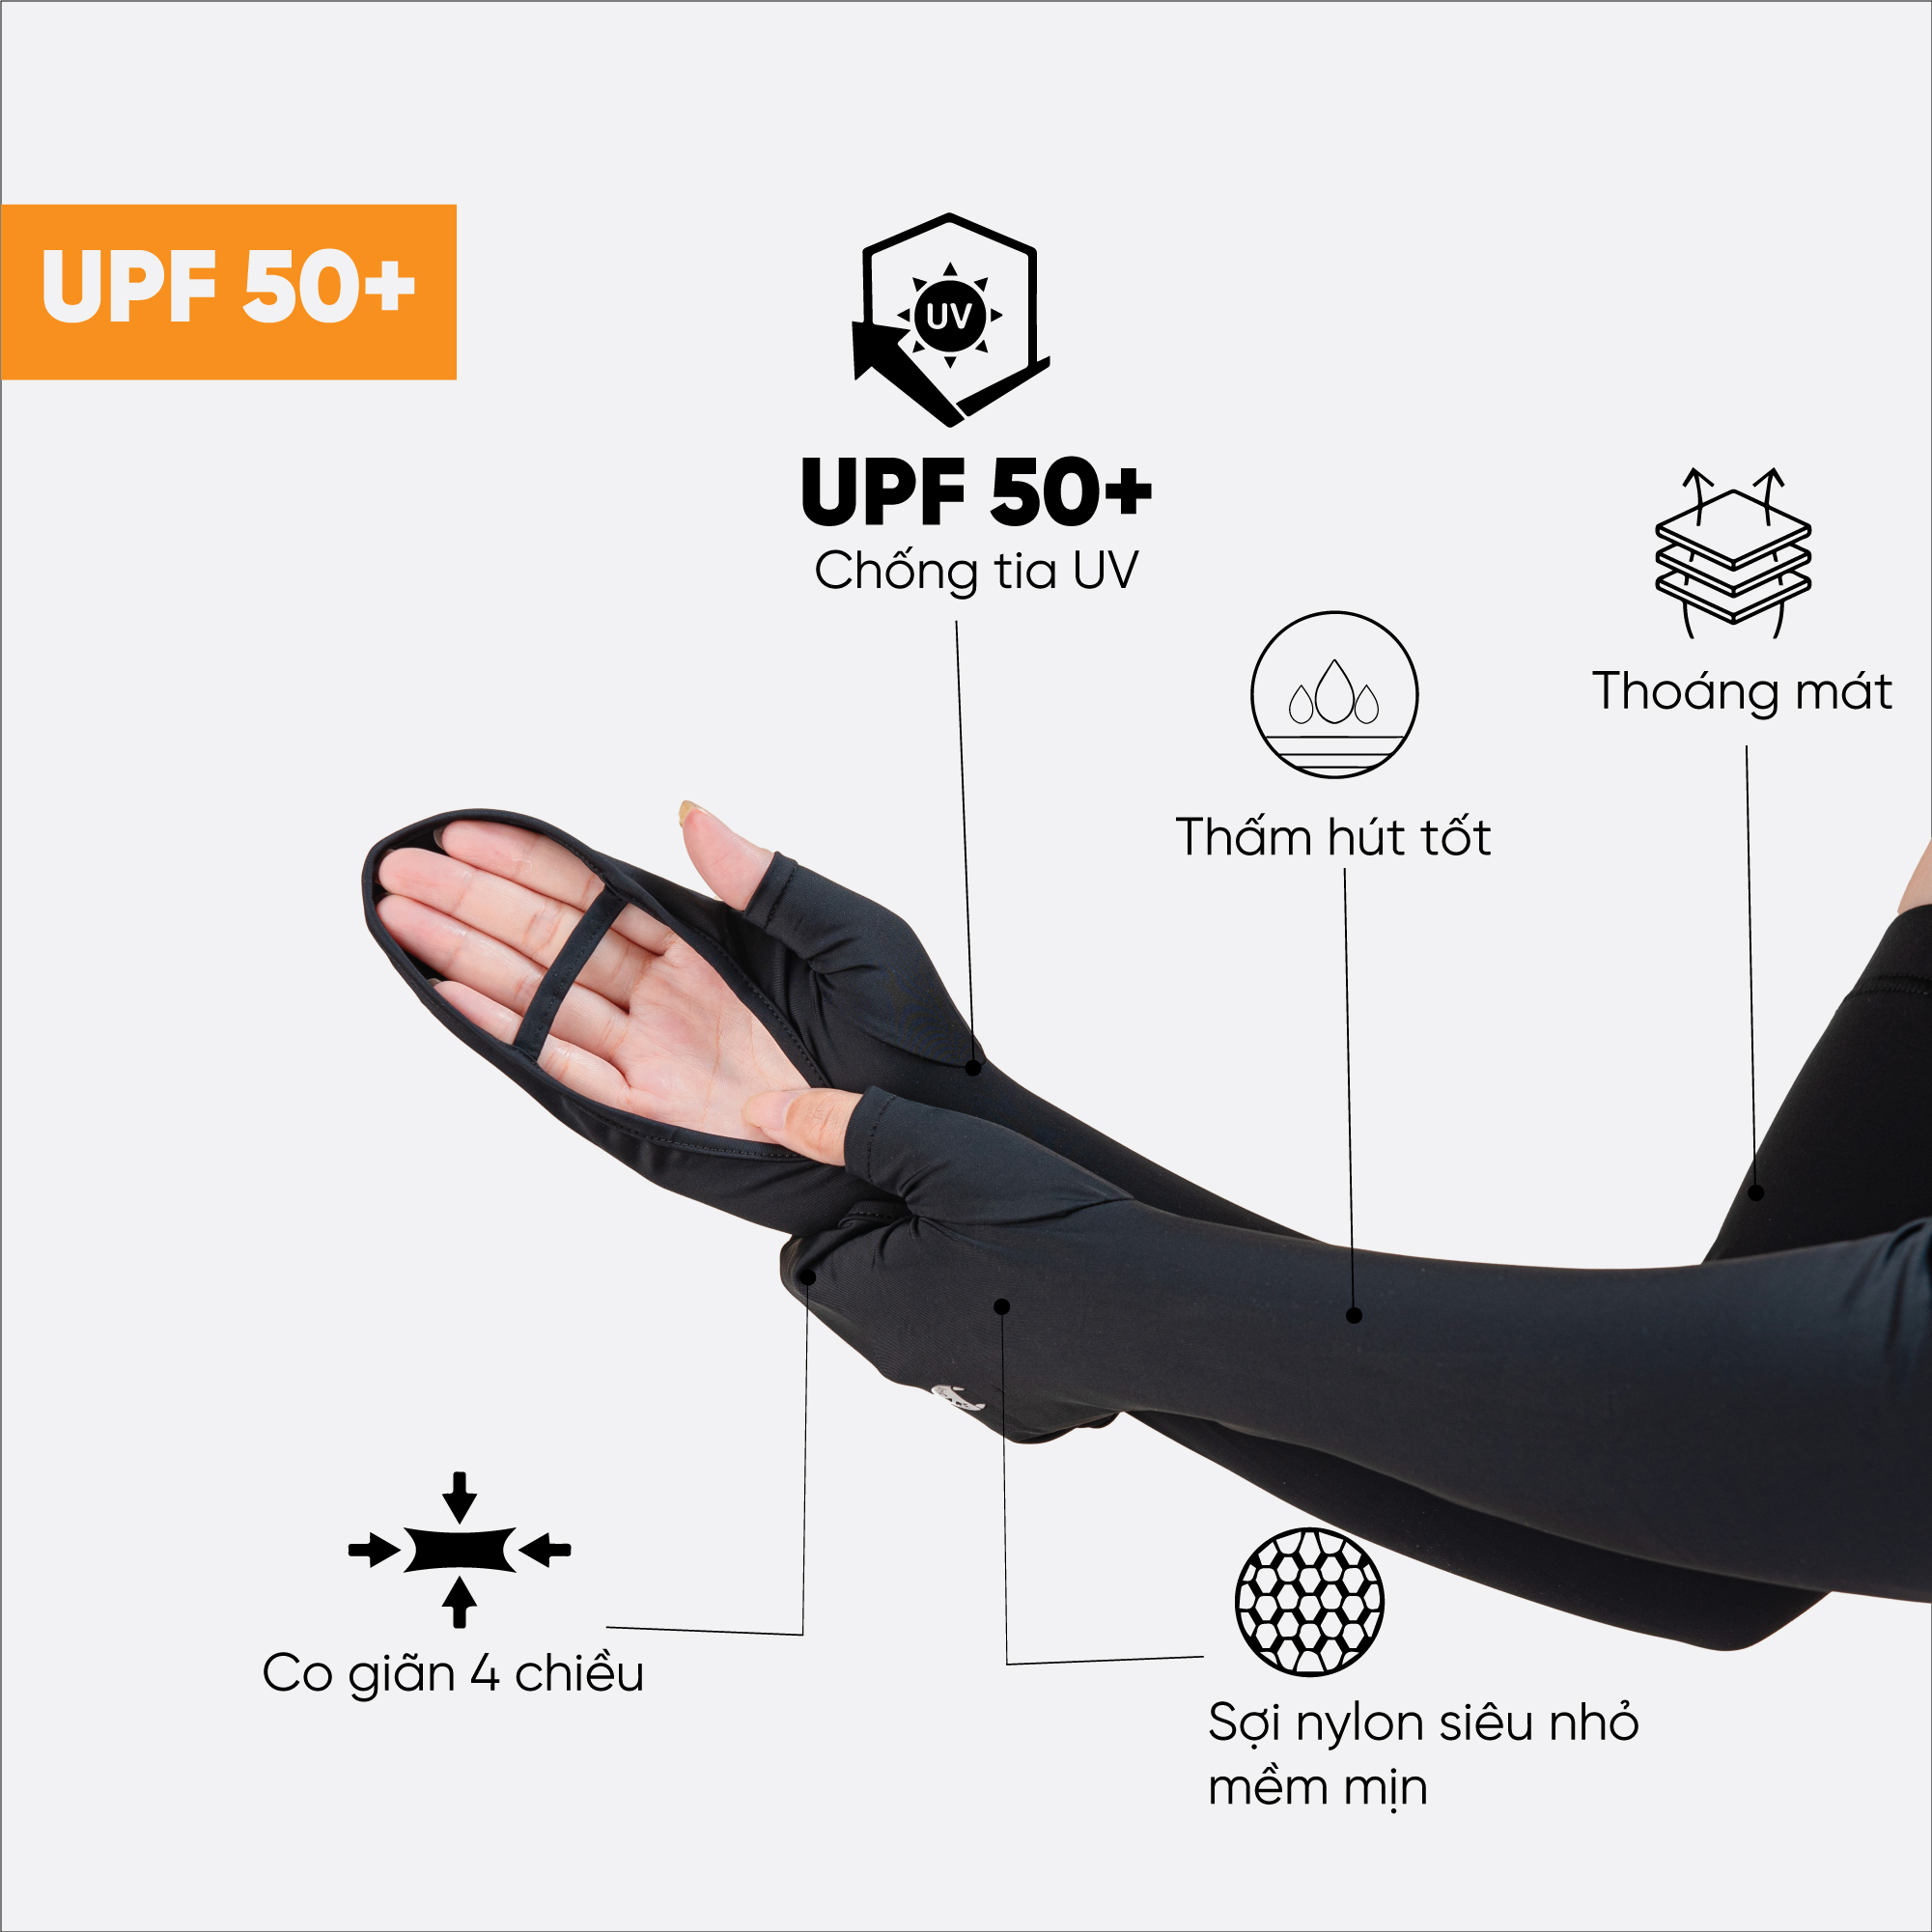 UPF 50+
UV
UPF 50+
Chống tia UV
Thoáng mát
Thấm hút tốt
Co giãn 4 chiều
Sợi nylon siêu nhỏ
mềm mịn